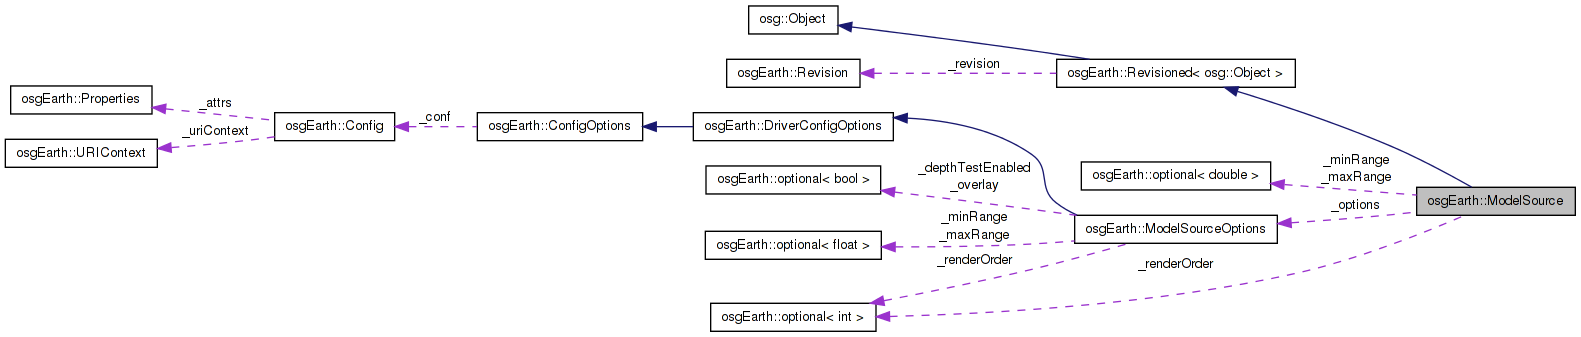 osg::Object
_revision
osgEarth::Revision
osgEarth::Revisioned< osg::Object >
osgEarth::Properties
_attrs
_uriContext
osgEarth::Config
_conf
osgEarth::ConfigOptions
osgEarth::DriverConfigOptions
osgEarth::URIContext
osgEarth::optional< bool >
_depthTestEnabled
_overlay
osgEarth::optional< double >
_minRange
_maxRange
_options
osgEarth::ModelSource
_minRange
_maxRange
osgEarth::ModelSourceOptions
osgEarth::optional< float >
_renderOrder
_renderOrder
osgEarth::optional< int >